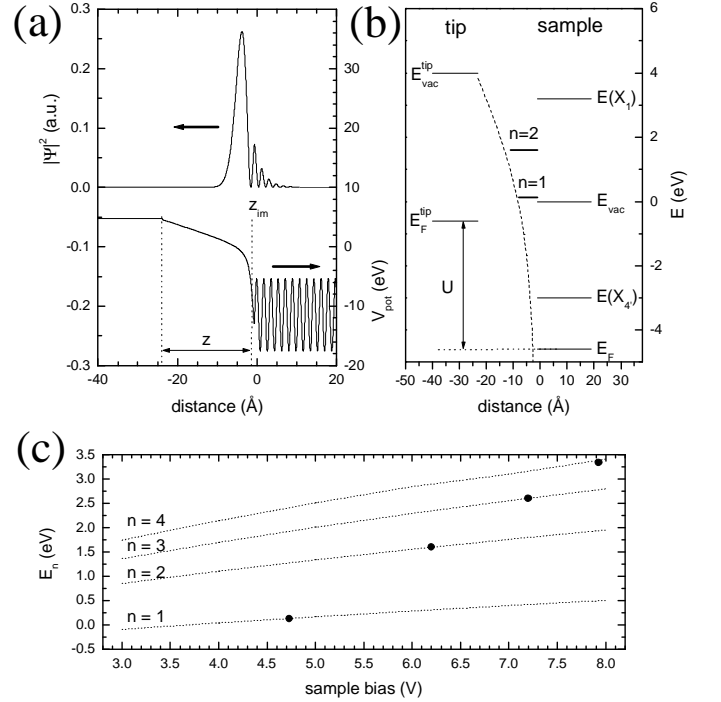 (a)
|Ψ|² (a.u.)
0.3
0.2
0.1
0.0
-0.1
-0.2
-0.3
30
20
10
0
-10
-20
V_pot (eV)
z_im
z
-40 -20 0 20
distance (Å)
(b)
tip sample
E_vac^tip
E_F^tip
U
n=2
n=1
E(X_1)
E_vac
E(X_4')
E_F
4
2
0
-2
-4
E (eV)
-50 -40 -30 -20 -10 0 10 20 30
distance (Å)
(c)
E_n (eV)
3.5
3.0
2.5
2.0
1.5
1.0
0.5
0.0
-0.5
n = 4
n = 3
n = 2
n = 1
3.0 3.5 4.0 4.5 5.0 5.5 6.0 6.5 7.0 7.5 8.0
sample bias (V)